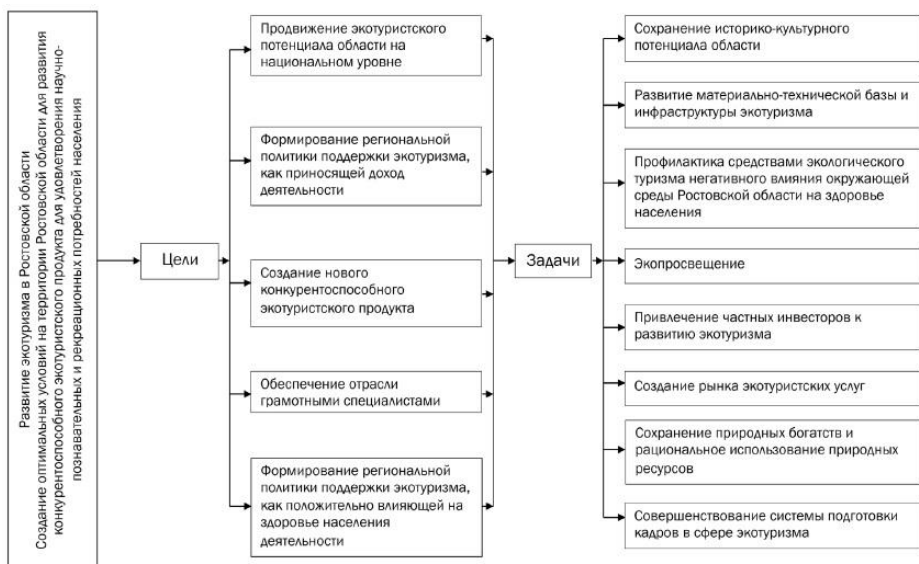 Развитие экотуризма в Ростовской области
Создание оптимальных условий на территории Ростовской области для развития
конкурентоспособного экотуристского продукта для удовлетворения научно-
познавательных и рекреационных потребностей населения
Цели
Продвижение экотуристского
потенциала области на
национальном уровне
Формирование региональной
политики поддержки экотуризма,
как приносящей доход
деятельности
Создание нового
конкурентоспособного
экотуристского продукта
Обеспечение отрасли
грамотными специалистами
Формирование региональной
политики поддержки экотуризма,
как положительно влияющей на
здоровье населения
деятельности
Задачи
Сохранение историко-культурного
потенциала области
Развитие материально-технической базы и
инфраструктуры экотуризма
Профилактика средствами экологического
туризма негативного влияния окружающей
среды Ростовской области на здоровье
населения
Экопросвещение
Привлечение частных инвесторов к
развитию экотуризма
Создание рынка экотуристских услуг
Сохранение природных богатств и
рациональное использование природных
ресурсов
Совершенствование системы подготовки
кадров в сфере экотуризма